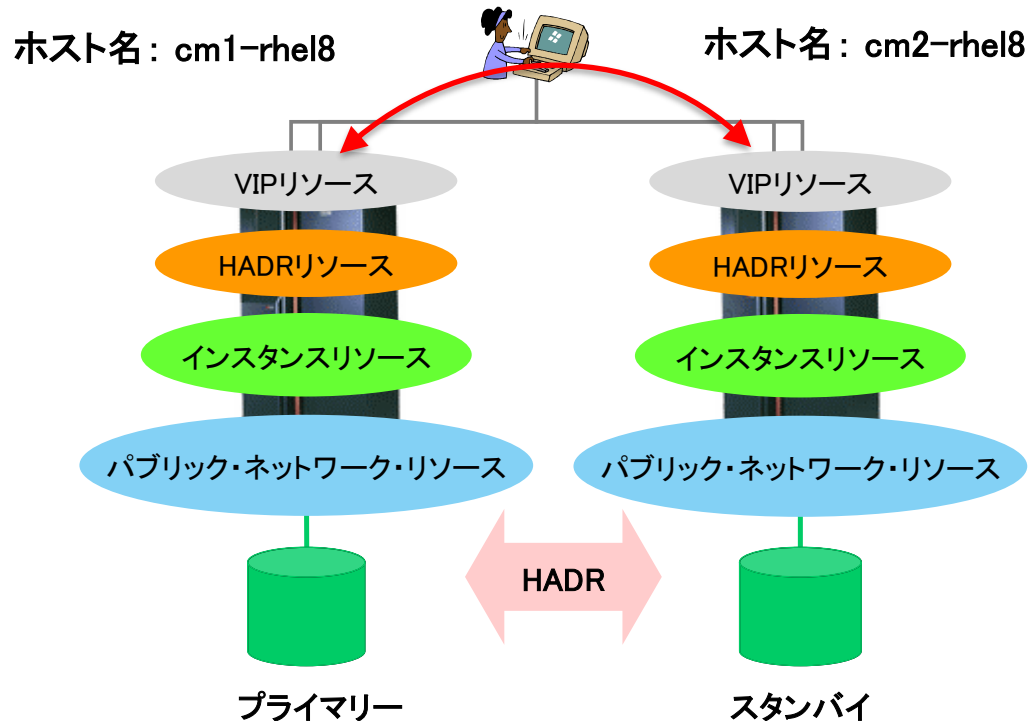 ホスト名： cm1-rhel8
ホスト名： cm2-rhel8
VIPリソース
VIPリソース
HADRリソース
HADRリソース
インスタンスリソース
インスタンスリソース
パブリック・ネットワーク・リソース
パブリック・ネットワーク・リソース
HADR
プライマリー
スタンバイ